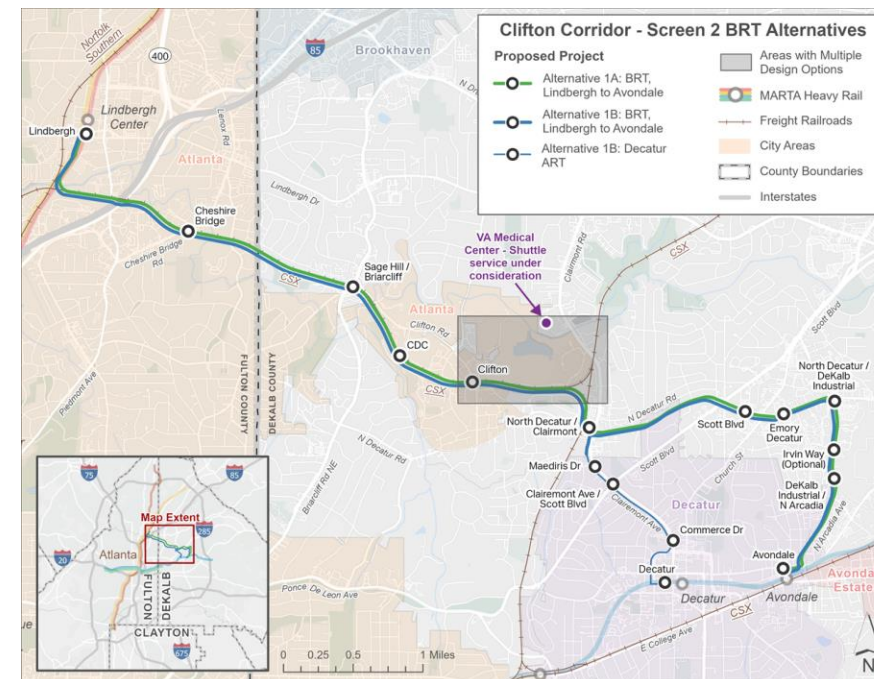 Clifton Corridor - Screen 2 BRT Alternatives
Proposed Project
Alternative 1A: BRT,
Lindbergh to Avondale
Alternative 1B: BRT,
Lindbergh to Avondale
Alternative 1B: Decatur
ART
Areas with Multiple
Design Options
MARTA Heavy Rail
Freight Railroads
City Areas
County Boundaries
Interstates
Norfolk
Southern
400
85
Brookhaven
Lindbergh
Center
Lindbergh
Lenox Rd
Atlanta
Lindbergh Dr
Cheshire
Bridge
Cheshire Bridge
Rd
CSX
Sage Hill /
Briarcliff
VA Medical
Center - Shuttle
service under
consideration
Clairmont Rd
CSX
Atlanta
Clifton Rd
CDC
Clifton
CSX
Scott Blvd
Piedmont Ave
FULTON COUNTY
DEKALB COUNTY
North Decatur /
DeKalb
Industrial
N Decatur Rd
Scott Blvd
Emory
Decatur
North Decatur /
Clairmont
N Decatur Rd
Briarcliff Rd NE
Scott Blvd
Church St
Irvin Way
(Optional)
Maediris Dr
Clairemont Ave /
Scott Blvd
Decatur
DeKalb
Industrial /
N Arcadia
N Arcadia Ave
Clairemont Ave
Commerce Dr
Avondale
Decatur
Decatur
Avondale
Avonda
Estate
Ponce De Leon Ave
CSX
E College Ave
75
85
Map Extent
285
20
Atlanta
FULTON
DEKALB
CLAYTON
675
0 0.25 0.5 1 Miles
N